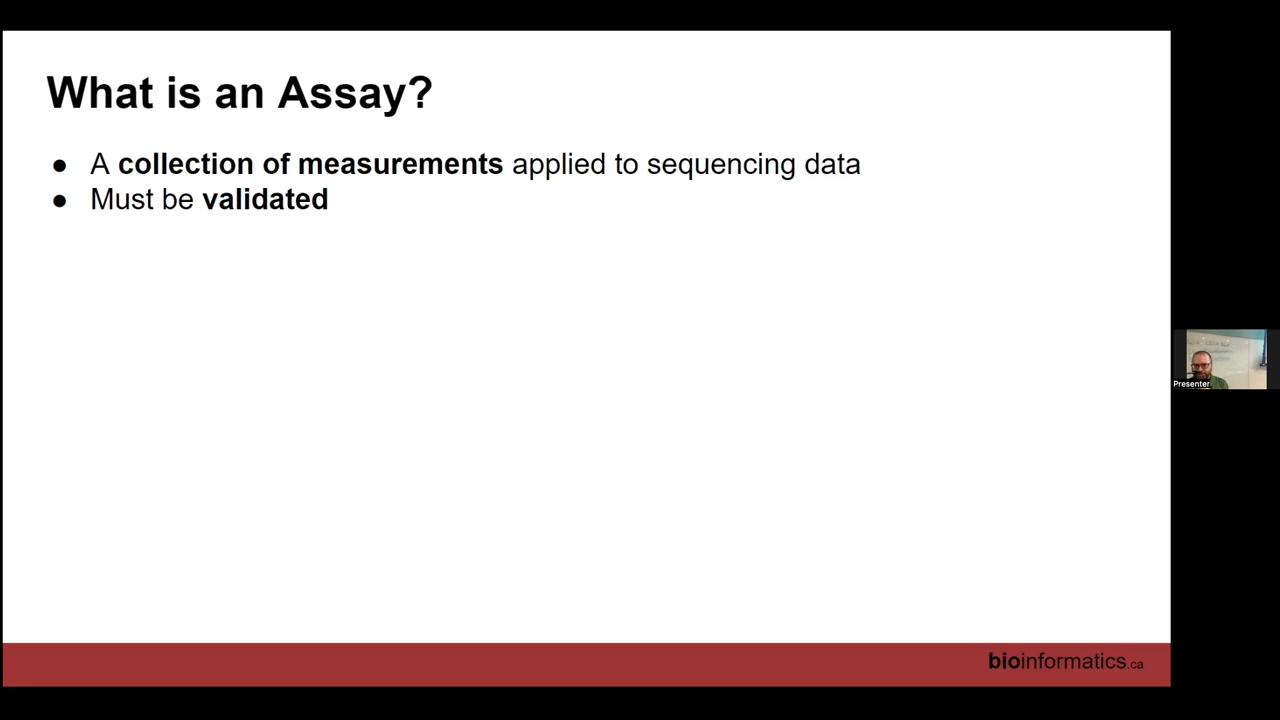 What is an Assay?
● A collection of measurements applied to sequencing data
● Must be validated
Presenter
bioinformatics.ca